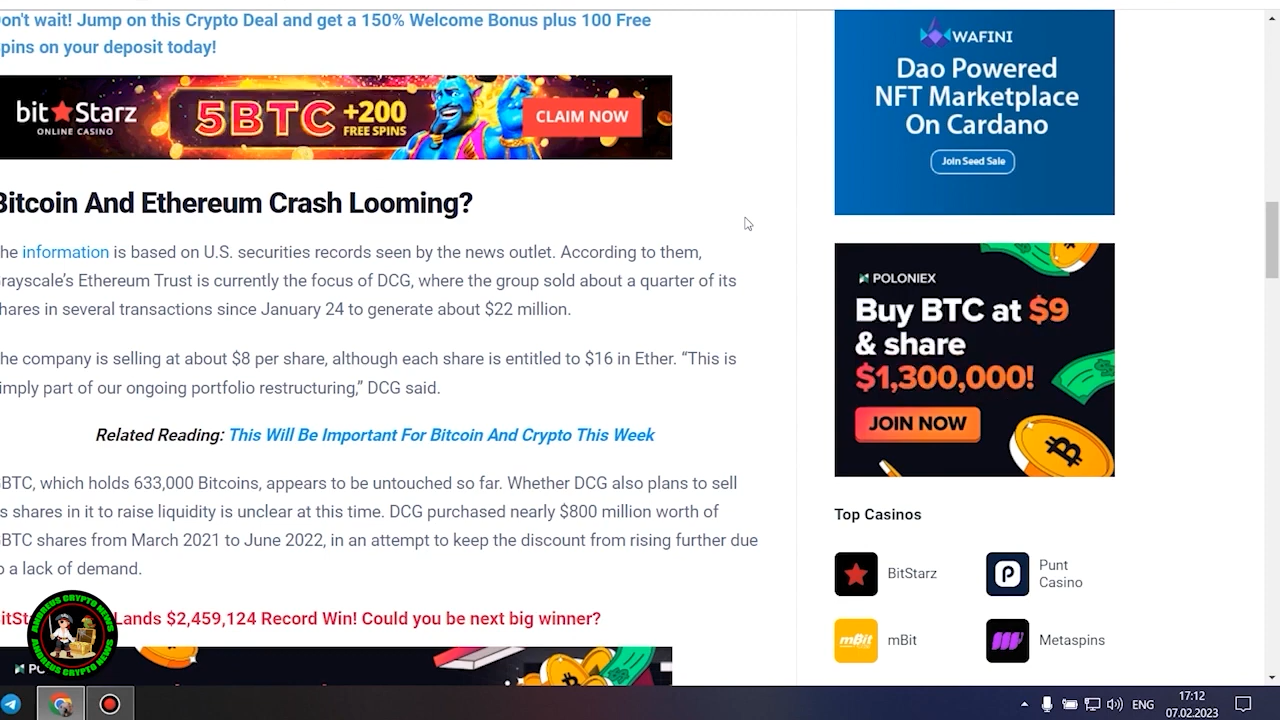 on't wait! Jump on this Crypto Deal and get a 150% Welcome Bonus plus 100 Free
pins on your deposit today!
bit★Starz
ONLINE CASINO
5BTC +200
FREE SPINS
CLAIM NOW
Bitcoin And Ethereum Crash Looming?
he information is based on U.S. securities records seen by the news outlet. According to them,
rayscale's Ethereum Trust is currently the focus of DCG, where the group sold about a quarter of its
hares in several transactions since January 24 to generate about $22 million.
he company is selling at about $8 per share, although each share is entitled to $16 in Ether. “This is
imply part of our ongoing portfolio restructuring,” DCG said.
Related Reading: This Will Be Important For Bitcoin And Crypto This Week
BTC, which holds 633,000 Bitcoins, appears to be untouched so far. Whether DCG also plans to sell
s shares in it to raise liquidity is unclear at this time. DCG purchased nearly $800 million worth of
BTC shares from March 2021 to June 2022, in an attempt to keep the discount from rising further due
o a lack of demand.
itSt Lands $2,459,124 Record Win! Could you be next big winner?
ANDREUS CRYPTO NEWS
ANDREUS CRYPTO NEWS
WAFINI
Dao Powered
NFT Marketplace
On Cardano
Join Seed Sale
POLONIEX
Buy BTC at $9
& share
$1,300,000!
JOIN NOW
Top Casinos
BitStarz
Punt
Casino
mBit
mBit
Metaspins
ENG
17:12
07.02.2023